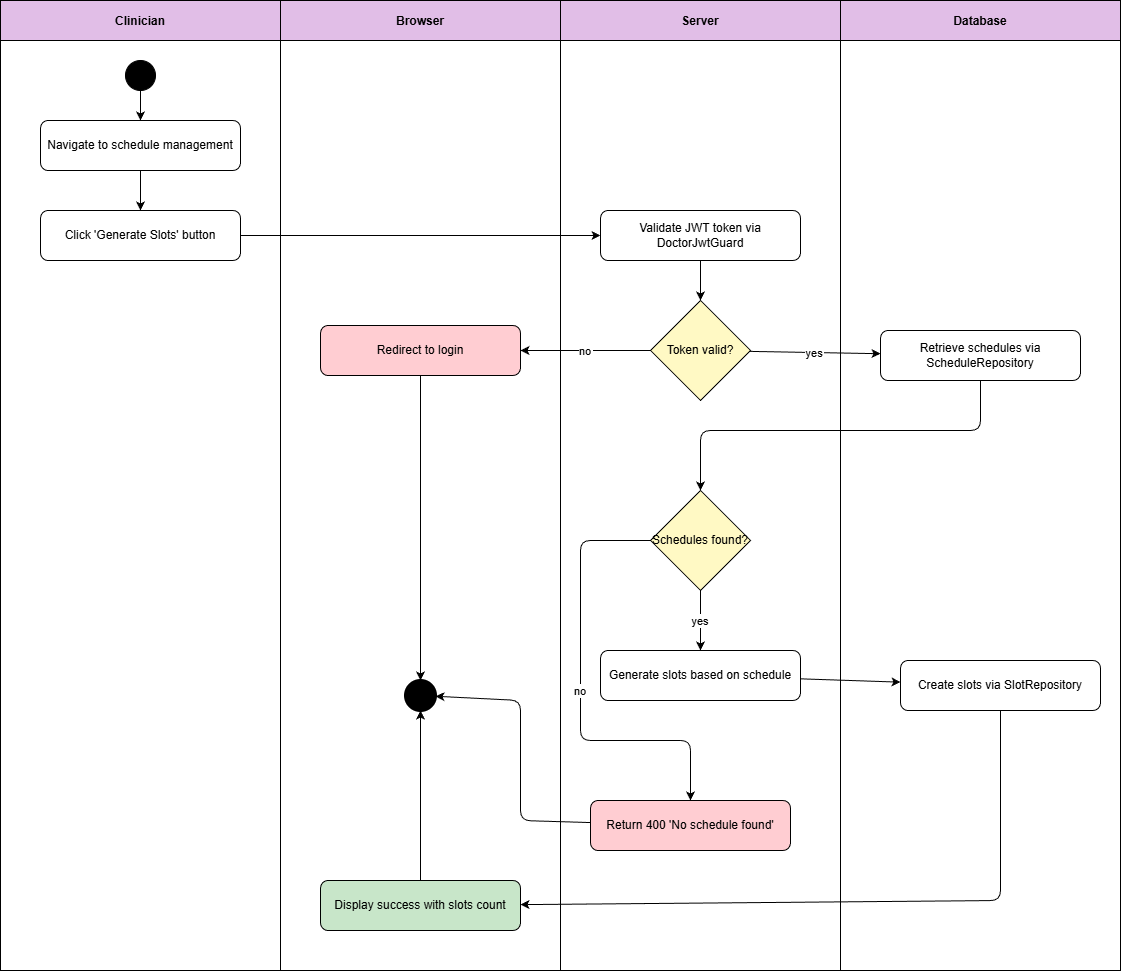 Clinician
Browser
Server
Database
Navigate to schedule management
Click 'Generate Slots' button
Validate JWT token via
DoctorJwtGuard
Redirect to login
no
Token valid?
yes
Retrieve schedules via
ScheduleRepository
Schedules found?
yes
no
Generate slots based on schedule
Create slots via SlotRepository
Return 400 'No schedule found'
Display success with slots count